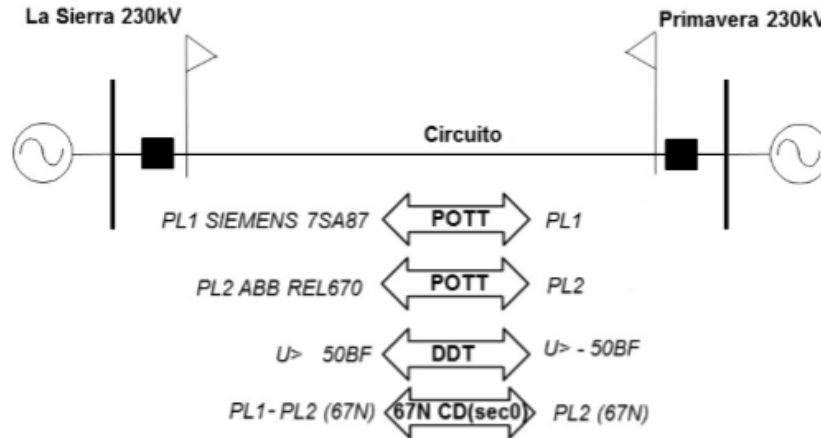 La Sierra 230kV
Primavera 230kV
Circuito
PL1 SIEMENS 7SA87 POTT PL1
PL2 ABB REL670 POTT PL2
U> 50BF DDT U> - 50BF
PL1- PL2 (67N) 67N CD(sec0) PL2 (67N)